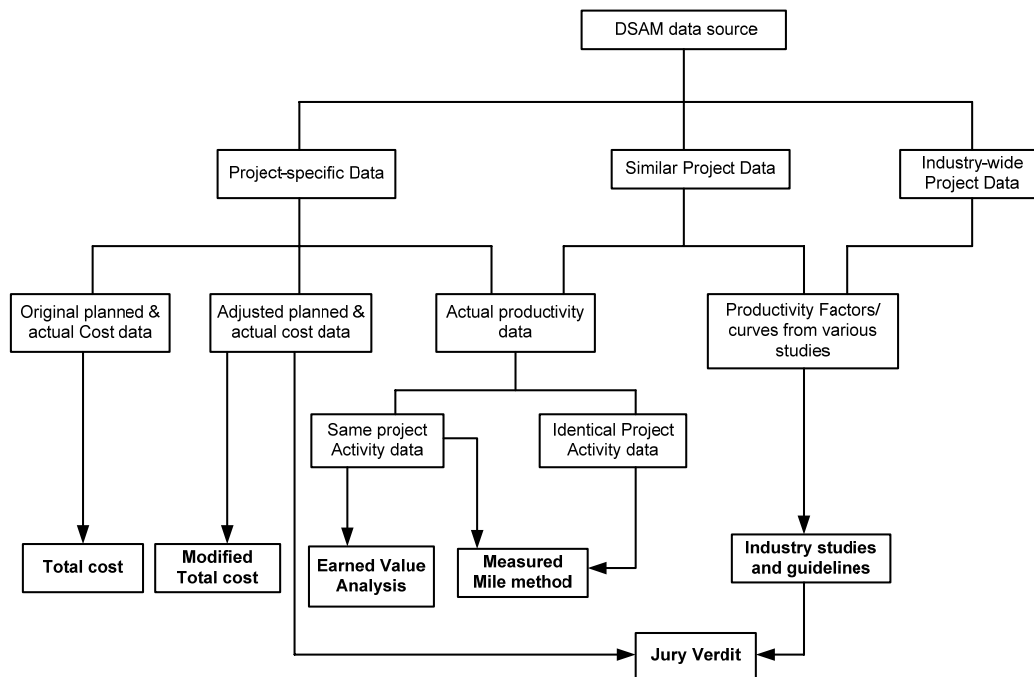 DSAM data source
Project-specific Data
Similar Project Data
Industry-wide
Project Data
Original planned &
actual Cost data
Adjusted planned &
actual cost data
Actual productivity
data
Productivity Factors/
curves from various
studies
Same project
Activity data
Identical Project
Activity data
Total cost
Modified
Total cost
Earned Value
Analysis
Measured
Mile method
Industry studies
and guidelines
Jury Verdit